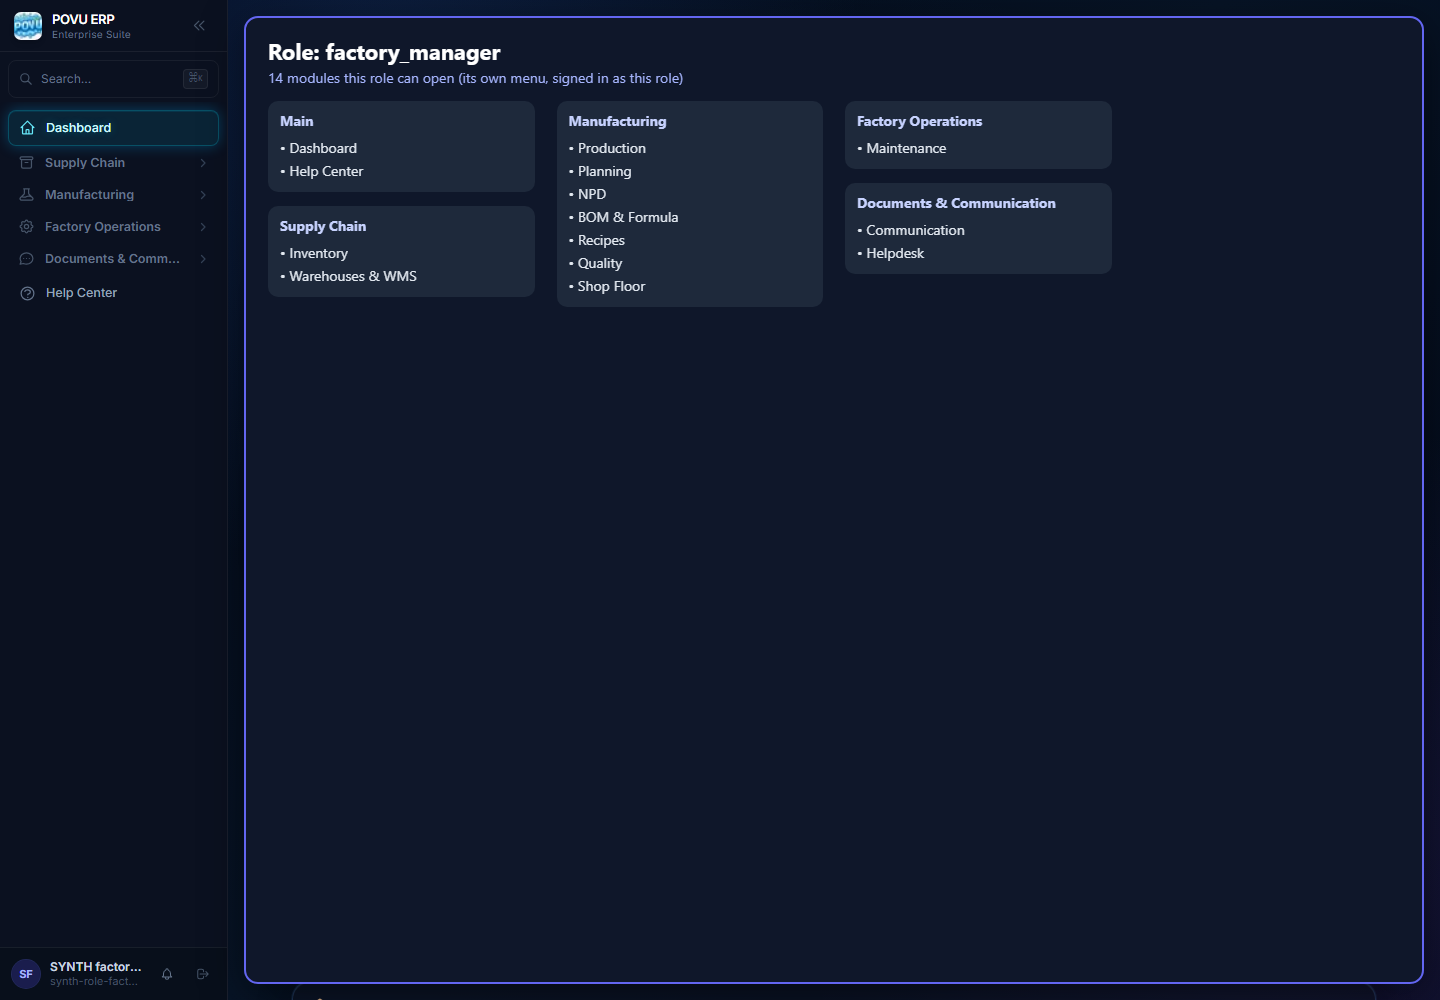 POVU ERP
Enterprise Suite
Search...
⌘K
Dashboard
Supply Chain
Manufacturing
Factory Operations
Documents & Comm...
Help Center
SF
SYNTH factor...
synth-role-fact...
Role: factory_manager
14 modules this role can open (its own menu, signed in as this role)
Main
• Dashboard
• Help Center
Supply Chain
• Inventory
• Warehouses & WMS
Manufacturing
• Production
• Planning
• NPD
• BOM & Formula
• Recipes
• Quality
• Shop Floor
Factory Operations
• Maintenance
Documents & Communication
• Communication
• Helpdesk